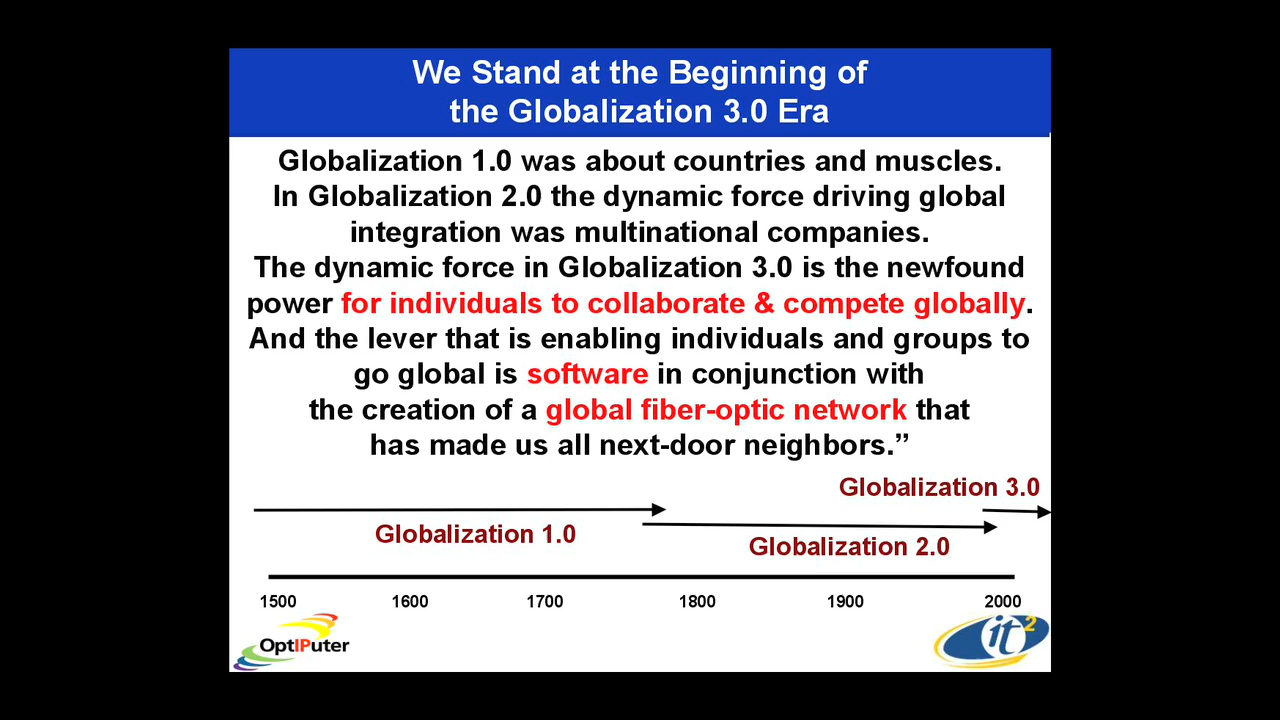 We Stand at the Beginning of
the Globalization 3.0 Era
Globalization 1.0 was about countries and muscles.
In Globalization 2.0 the dynamic force driving global
integration was multinational companies.
The dynamic force in Globalization 3.0 is the newfound
power for individuals to collaborate & compete globally.
And the lever that is enabling individuals and groups to
go global is software in conjunction with
the creation of a global fiber-optic network that
has made us all next-door neighbors.”
Globalization 3.0
Globalization 1.0
Globalization 2.0
1500 1600 1700 1800 1900 2000
OptIPuter
it2